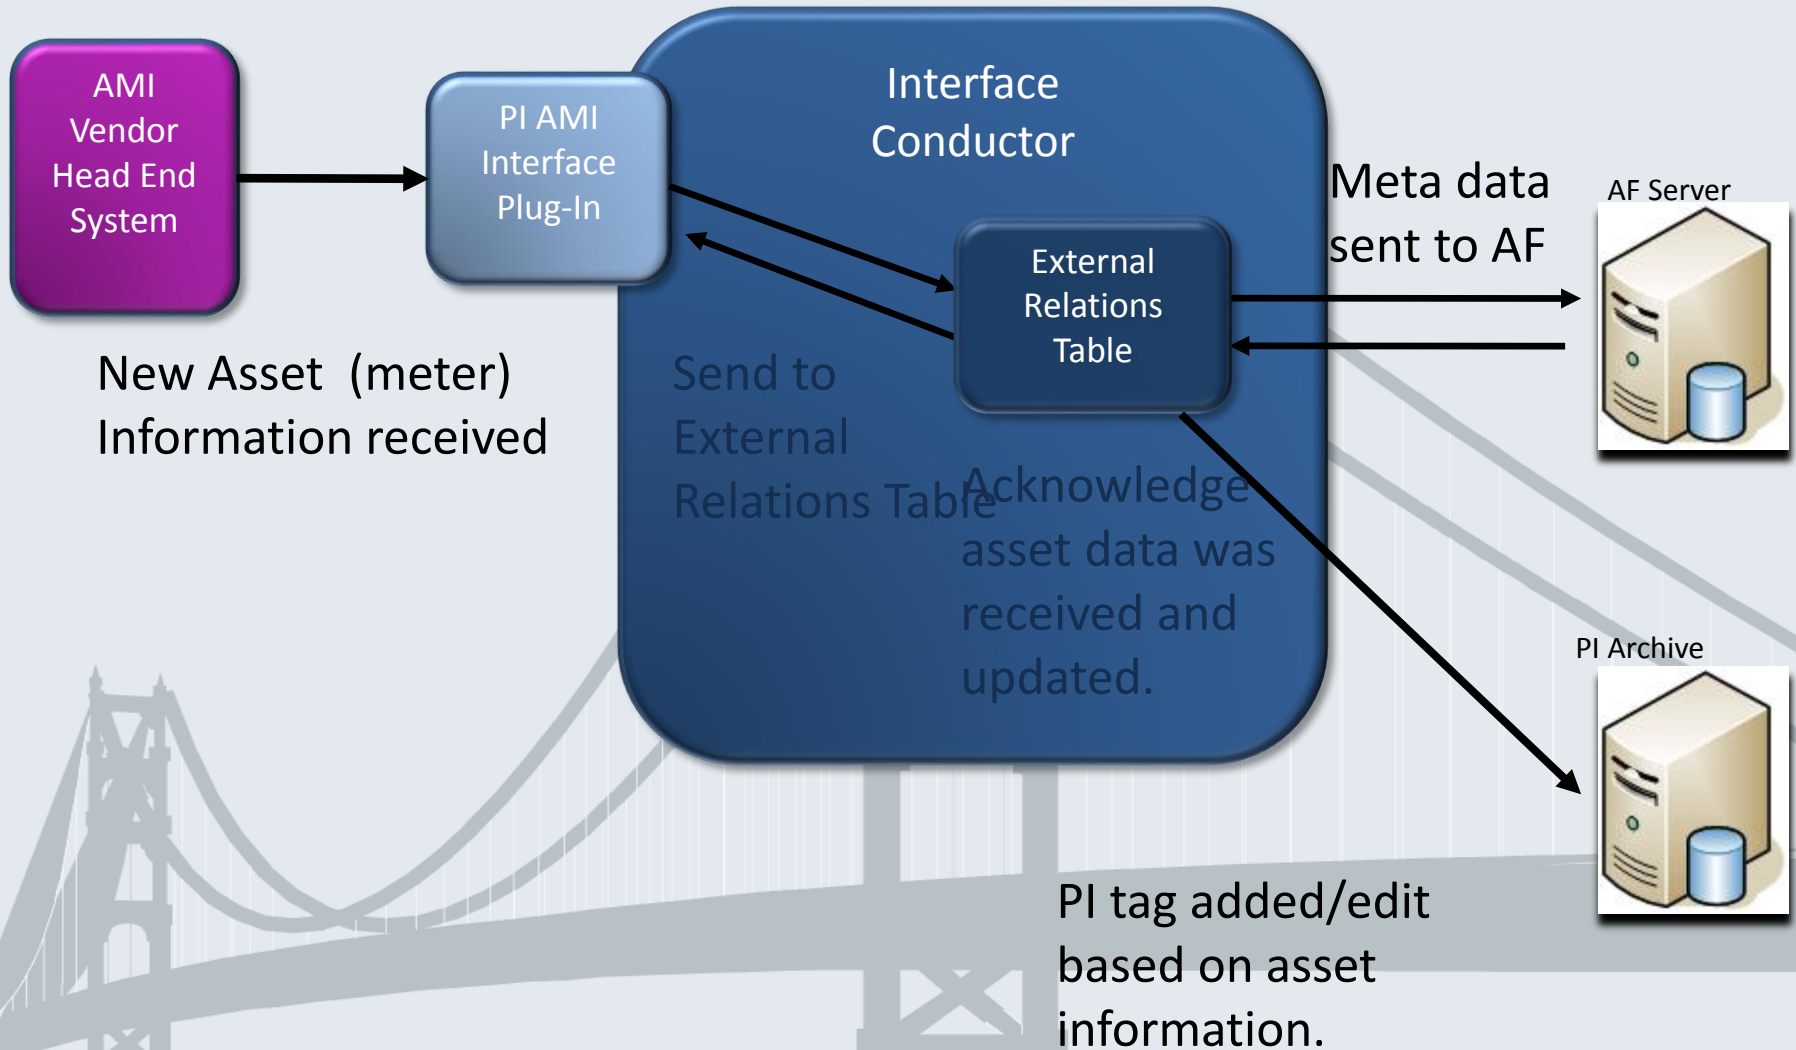 AMI
Vendor
Head End
System
PI AMI
Interface
Plug-In
Interface
Conductor
External
Relations
Table
Meta data
sent to AF
AF Server
New Asset  (meter)
Information received
Send to
External
Relations Table
Acknowledge
asset data was
received and
updated.
PI Archive
PI tag added/edit
based on asset
information.